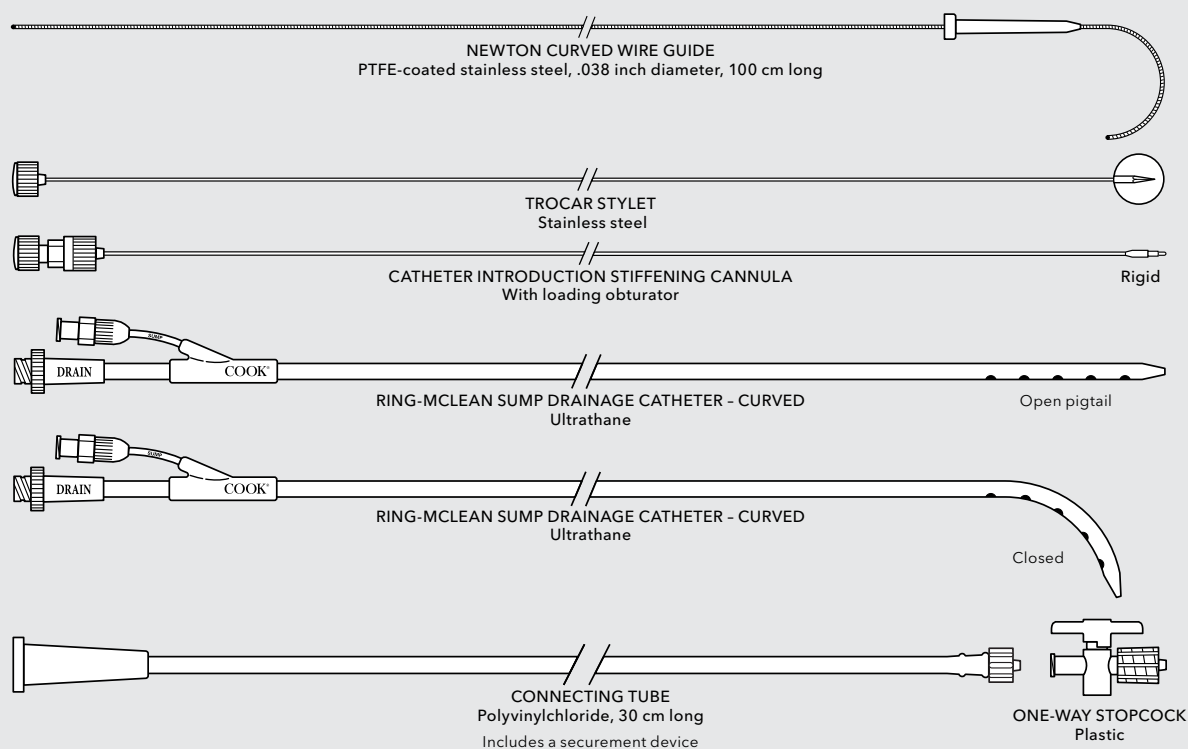 NEWTON CURVED WIRE GUIDE
PTFE-coated stainless steel, .038 inch diameter, 100 cm long
TROCAR STYLET
Stainless steel
CATHETER INTRODUCTION STIFFENING CANNULA
With loading obturator
Rigid
SUMP
DRAIN
COOK®
RING-MCLEAN SUMP DRAINAGE CATHETER – CURVED
Ultrathane
Open pigtail
SUMP
DRAIN
COOK®
RING-MCLEAN SUMP DRAINAGE CATHETER – CURVED
Ultrathane
Closed
CONNECTING TUBE
Polyvinylchloride, 30 cm long
Includes a securement device
ONE-WAY STOPCOCK
Plastic